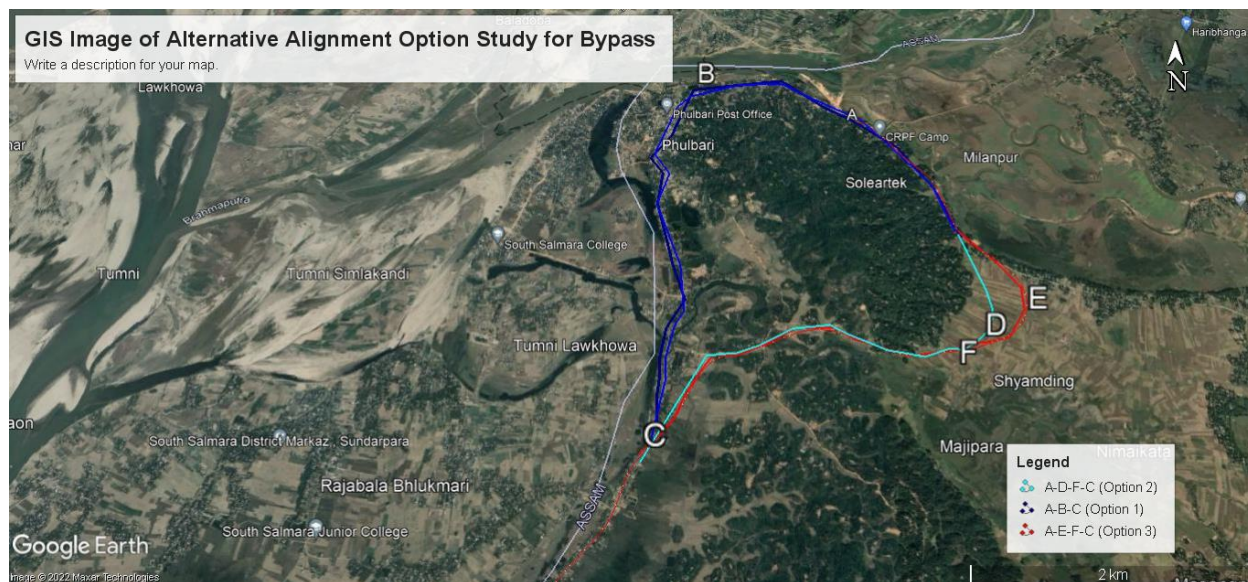 GIS Image of Alternative Alignment Option Study for Bypass
Write a description for your map.
Lawkhowa
ASSAM
Haribhanga
N
B
Phulbari Post Office
A
CRPF Camp
Phulbari
Milanpur
Soleartek
Brahmaputra
South Salmara College
Tumni
Tumni Simlakandi
E
D
Tumni Lawkhowa
F
Shyamding
aon
C
South Salmara District Markaz , Sundarpara
Majipara
Nimaikata
Legend
A-D-F-C (Option 2)
A-B-C (Option 1)
A-E-F-C (Option 3)
Rajabala Bhlukmari
ASSAM
South Salmara Junior College
Google Earth
Image © 2022 Maxar Technologies
2 km